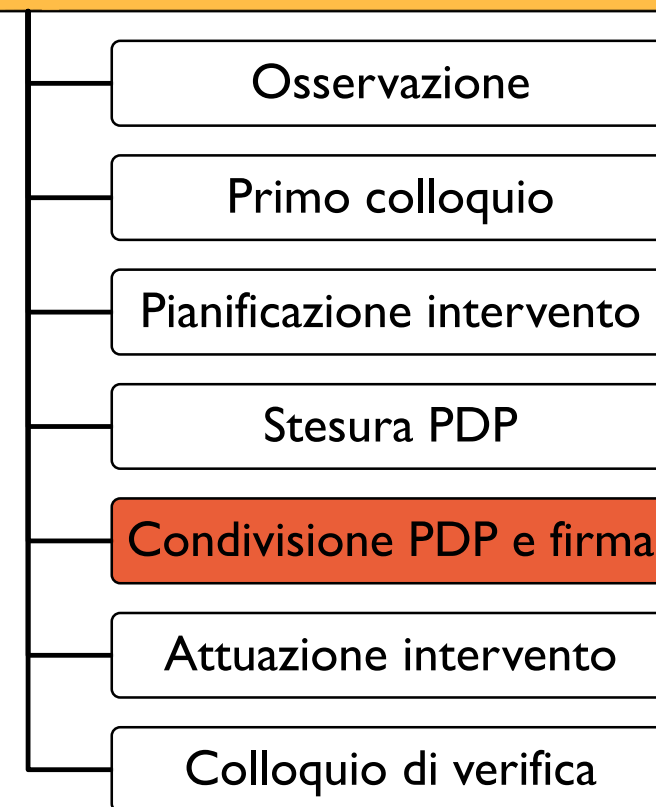 Osservazione
Primo colloquio
Pianificazione intervento
Stesura PDP
Condivisione PDP e firma
Attuazione intervento
Colloquio di verifica